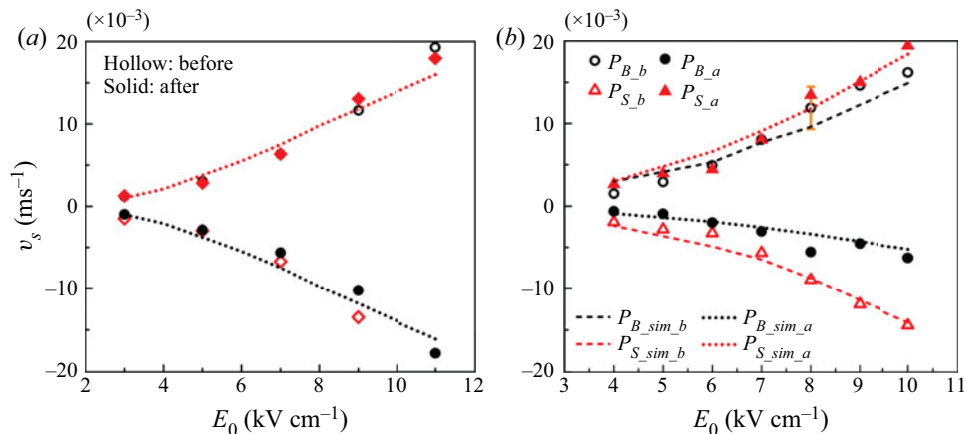 (a)
(×10⁻³)
Hollow: before
Solid: after
20
10
0
−10
−20
v_s (ms⁻¹)
2 4 6 8 10 12
E₀ (kV cm⁻¹)
(b)
(×10⁻³)
P_B_b P_B_a
P_S_b P_S_a
20
10
0
−10
−20
P_B_sim_b P_B_sim_a
P_S_sim_b P_S_sim_a
3 4 5 6 7 8 9 10 11
E₀ (kV cm⁻¹)